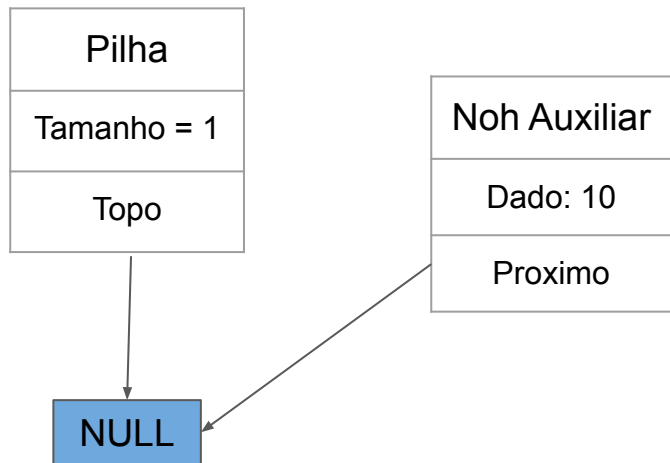 Pilha
Tamanho = 1
Topo
Noh Auxiliar
Dado: 10
Proximo
NULL